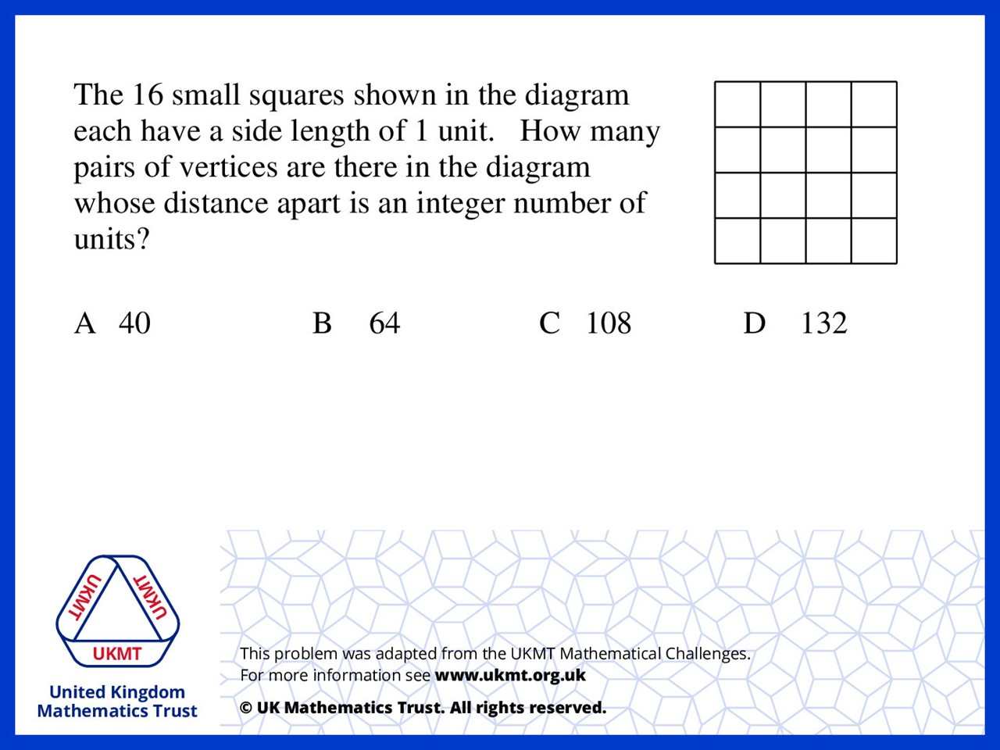 The 16 small squares shown in the diagram
each have a side length of 1 unit. How many
pairs of vertices are there in the diagram
whose distance apart is an integer number of
units?
A 40 B 64 C 108 D 132
UKMT
UKMT
UKMT
United Kingdom
Mathematics Trust
This problem was adapted from the UKMT Mathematical Challenges.
For more information see www.ukmt.org.uk
© UK Mathematics Trust. All rights reserved.